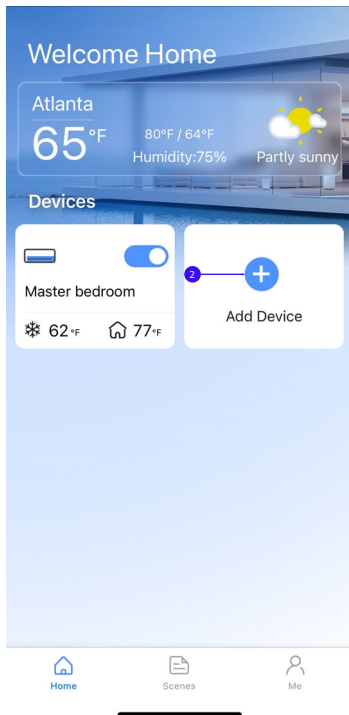 Welcome Home
Atlanta
65°F
80°F / 64°F
Humidity:75%
Partly sunny
Devices
Master bedroom
62°F
77°F
2
Add Device
Home
Scenes
Me